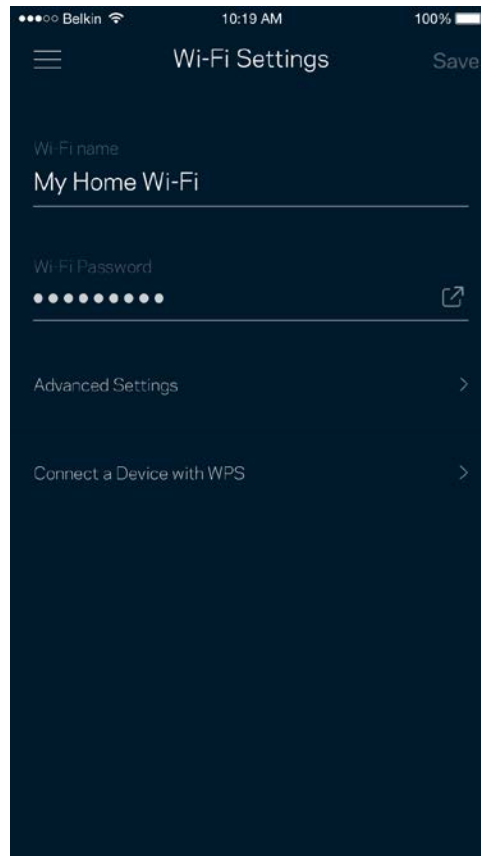 Belkin 10:19 AM 100%
Wi-Fi Settings Save
Wi-Fi name
My Home Wi-Fi
Wi-Fi Password
•••••••••
Advanced Settings
Connect a Device with WPS